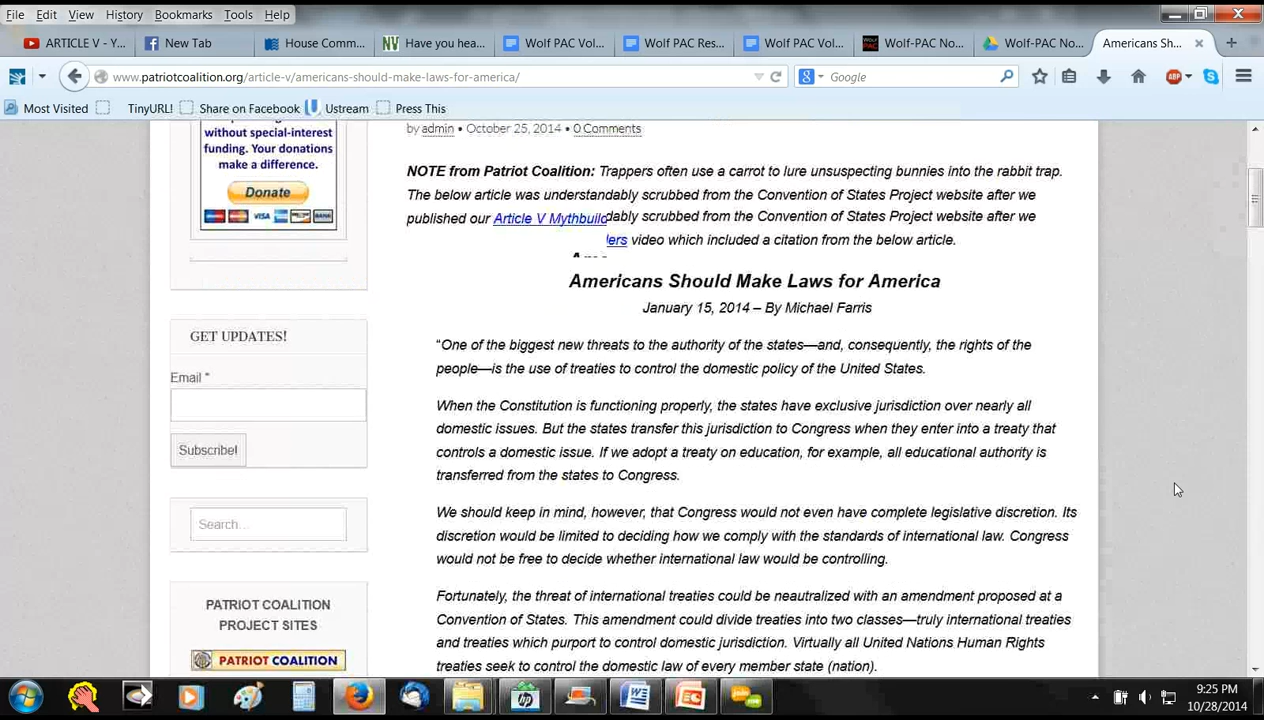 File Edit View History Bookmarks Tools Help
ARTICLE V - Y... New Tab House Comm... Have you hea... Wolf PAC Vol... Wolf PAC Res... Wolf PAC Vol... Wolf-PAC No... Wolf-PAC No... Americans Sh...
www.patriotcoalition.org/article-v/americans-should-make-laws-for-america/ Google
Most Visited TinyURL! Share on Facebook Ustream Press This
without special-interest
funding. Your donations
make a difference.
Donate
VISA BANK
GET UPDATES!
Email *
Subscribe!
Search...
PATRIOT COALITION
PROJECT SITES
PATRIOT COALITION
by admin • October 25, 2014 • 0 Comments
NOTE from Patriot Coalition: Trappers often use a carrot to lure unsuspecting bunnies into the rabbit trap.
The below article was understandably scrubbed from the Convention of States Project website after we
published our Article V Mythbuild
dably scrubbed from the Convention of States Project website after we
lers video which included a citation from the below article.
Americans Should Make Laws for America
January 15, 2014 – By Michael Farris
“One of the biggest new threats to the authority of the states—and, consequently, the rights of the
people—is the use of treaties to control the domestic policy of the United States.
When the Constitution is functioning properly, the states have exclusive jurisdiction over nearly all
domestic issues. But the states transfer this jurisdiction to Congress when they enter into a treaty that
controls a domestic issue. If we adopt a treaty on education, for example, all educational authority is
transferred from the states to Congress.
We should keep in mind, however, that Congress would not even have complete legislative discretion. Its
discretion would be limited to deciding how we comply with the standards of international law. Congress
would not be free to decide whether international law would be controlling.
Fortunately, the threat of international treaties could be neautralized with an amendment proposed at a
Convention of States. This amendment could divide treaties into two classes—truly international treaties
and treaties which purport to control domestic jurisdiction. Virtually all United Nations Human Rights
treaties seek to control the domestic law of every member state (nation).
9:25 PM
10/28/2014